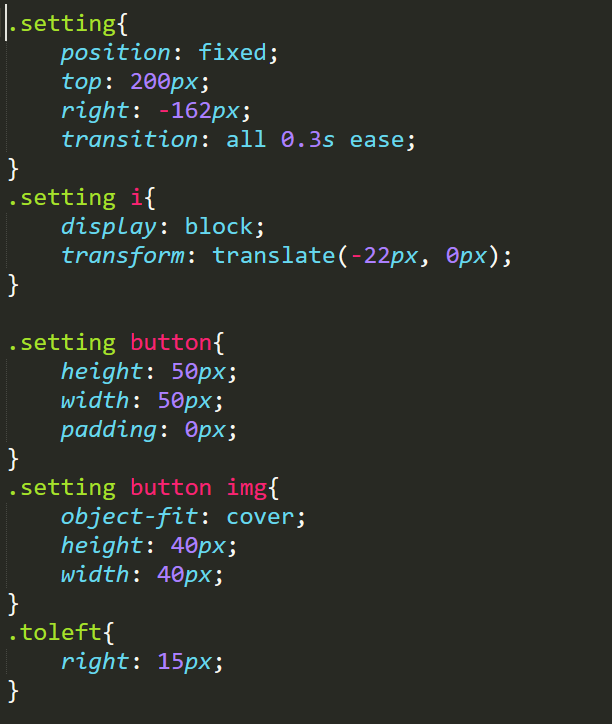 .setting{
    position: fixed;
    top: 200px;
    right: -162px;
    transition: all 0.3s ease;
}
.setting i{
    display: block;
    transform: translate(-22px, 0px);
}

.setting button{
    height: 50px;
    width: 50px;
    padding: 0px;
}
.setting button img{
    object-fit: cover;
    height: 40px;
    width: 40px;
}
.toleft{
    right: 15px;
}